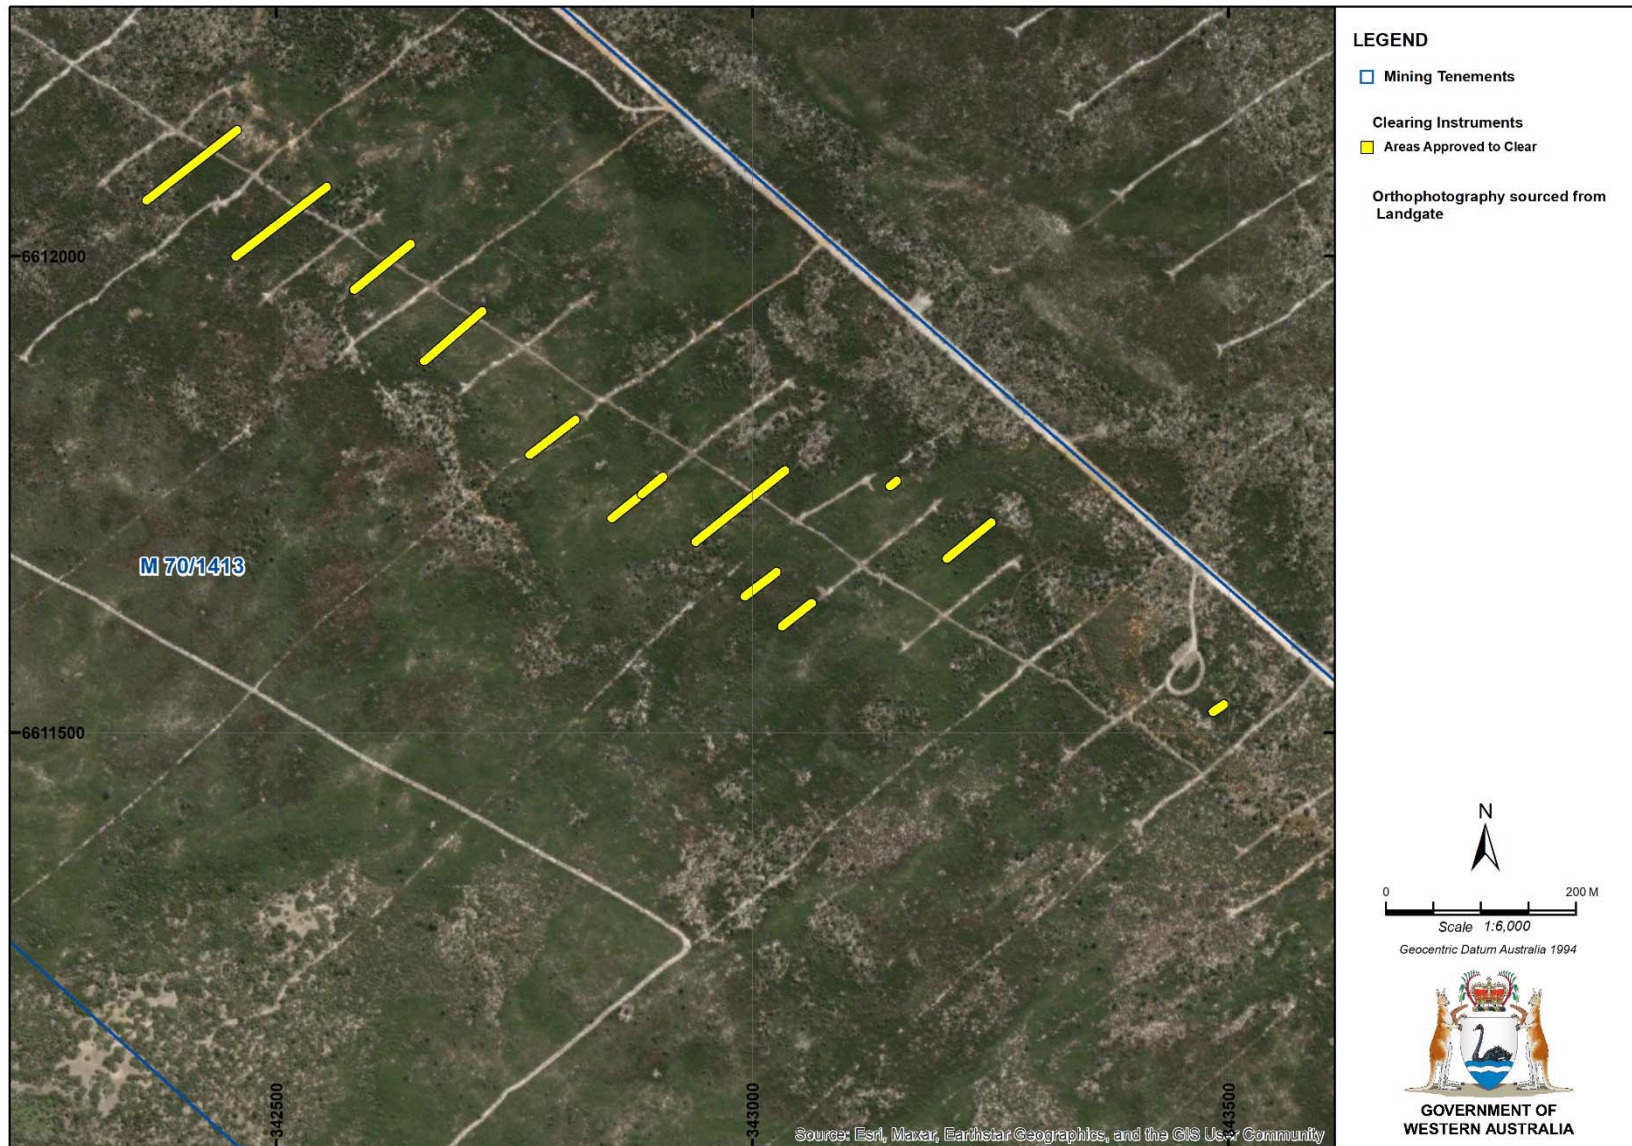 LEGEND
Mining Tenements
Clearing Instruments
Areas Approved to Clear
Orthophotography sourced from
Landgate
6612000
M 70/1413
6611500
342500
343000
343500
Source: Esri, Maxar, Earthstar Geographics, and the GIS User Community
N
0 200 M
Scale 1:6,000
Geocentric Datum Australia 1994
GOVERNMENT OF
WESTERN AUSTRALIA